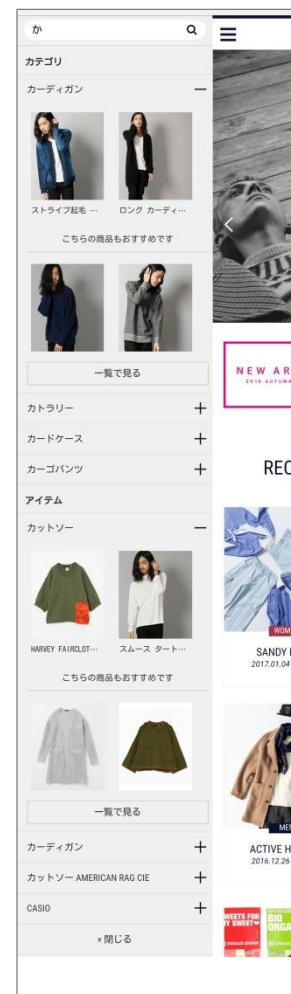 か
カテゴリ
カーディガン
ストライプ起毛 …
ロング カーディ…
こちらの商品もおすすめです
一覧で見る
カトラリー
カードケース
カーゴパンツ
アイテム
カットソー
HARVEY FAIRCLOT…
スムース タート…
こちらの商品もおすすめです
一覧で見る
カーディガン
カットソー AMERICAN RAG CIE
CASIO
×閉じる
NEW AR
2016 AUTUMN
REC
WOM
SANDY
2017.01.04
MEN
ACTIVE H
2016.12.26
WEETS FOR
MY SWEET
BIO
ORGA